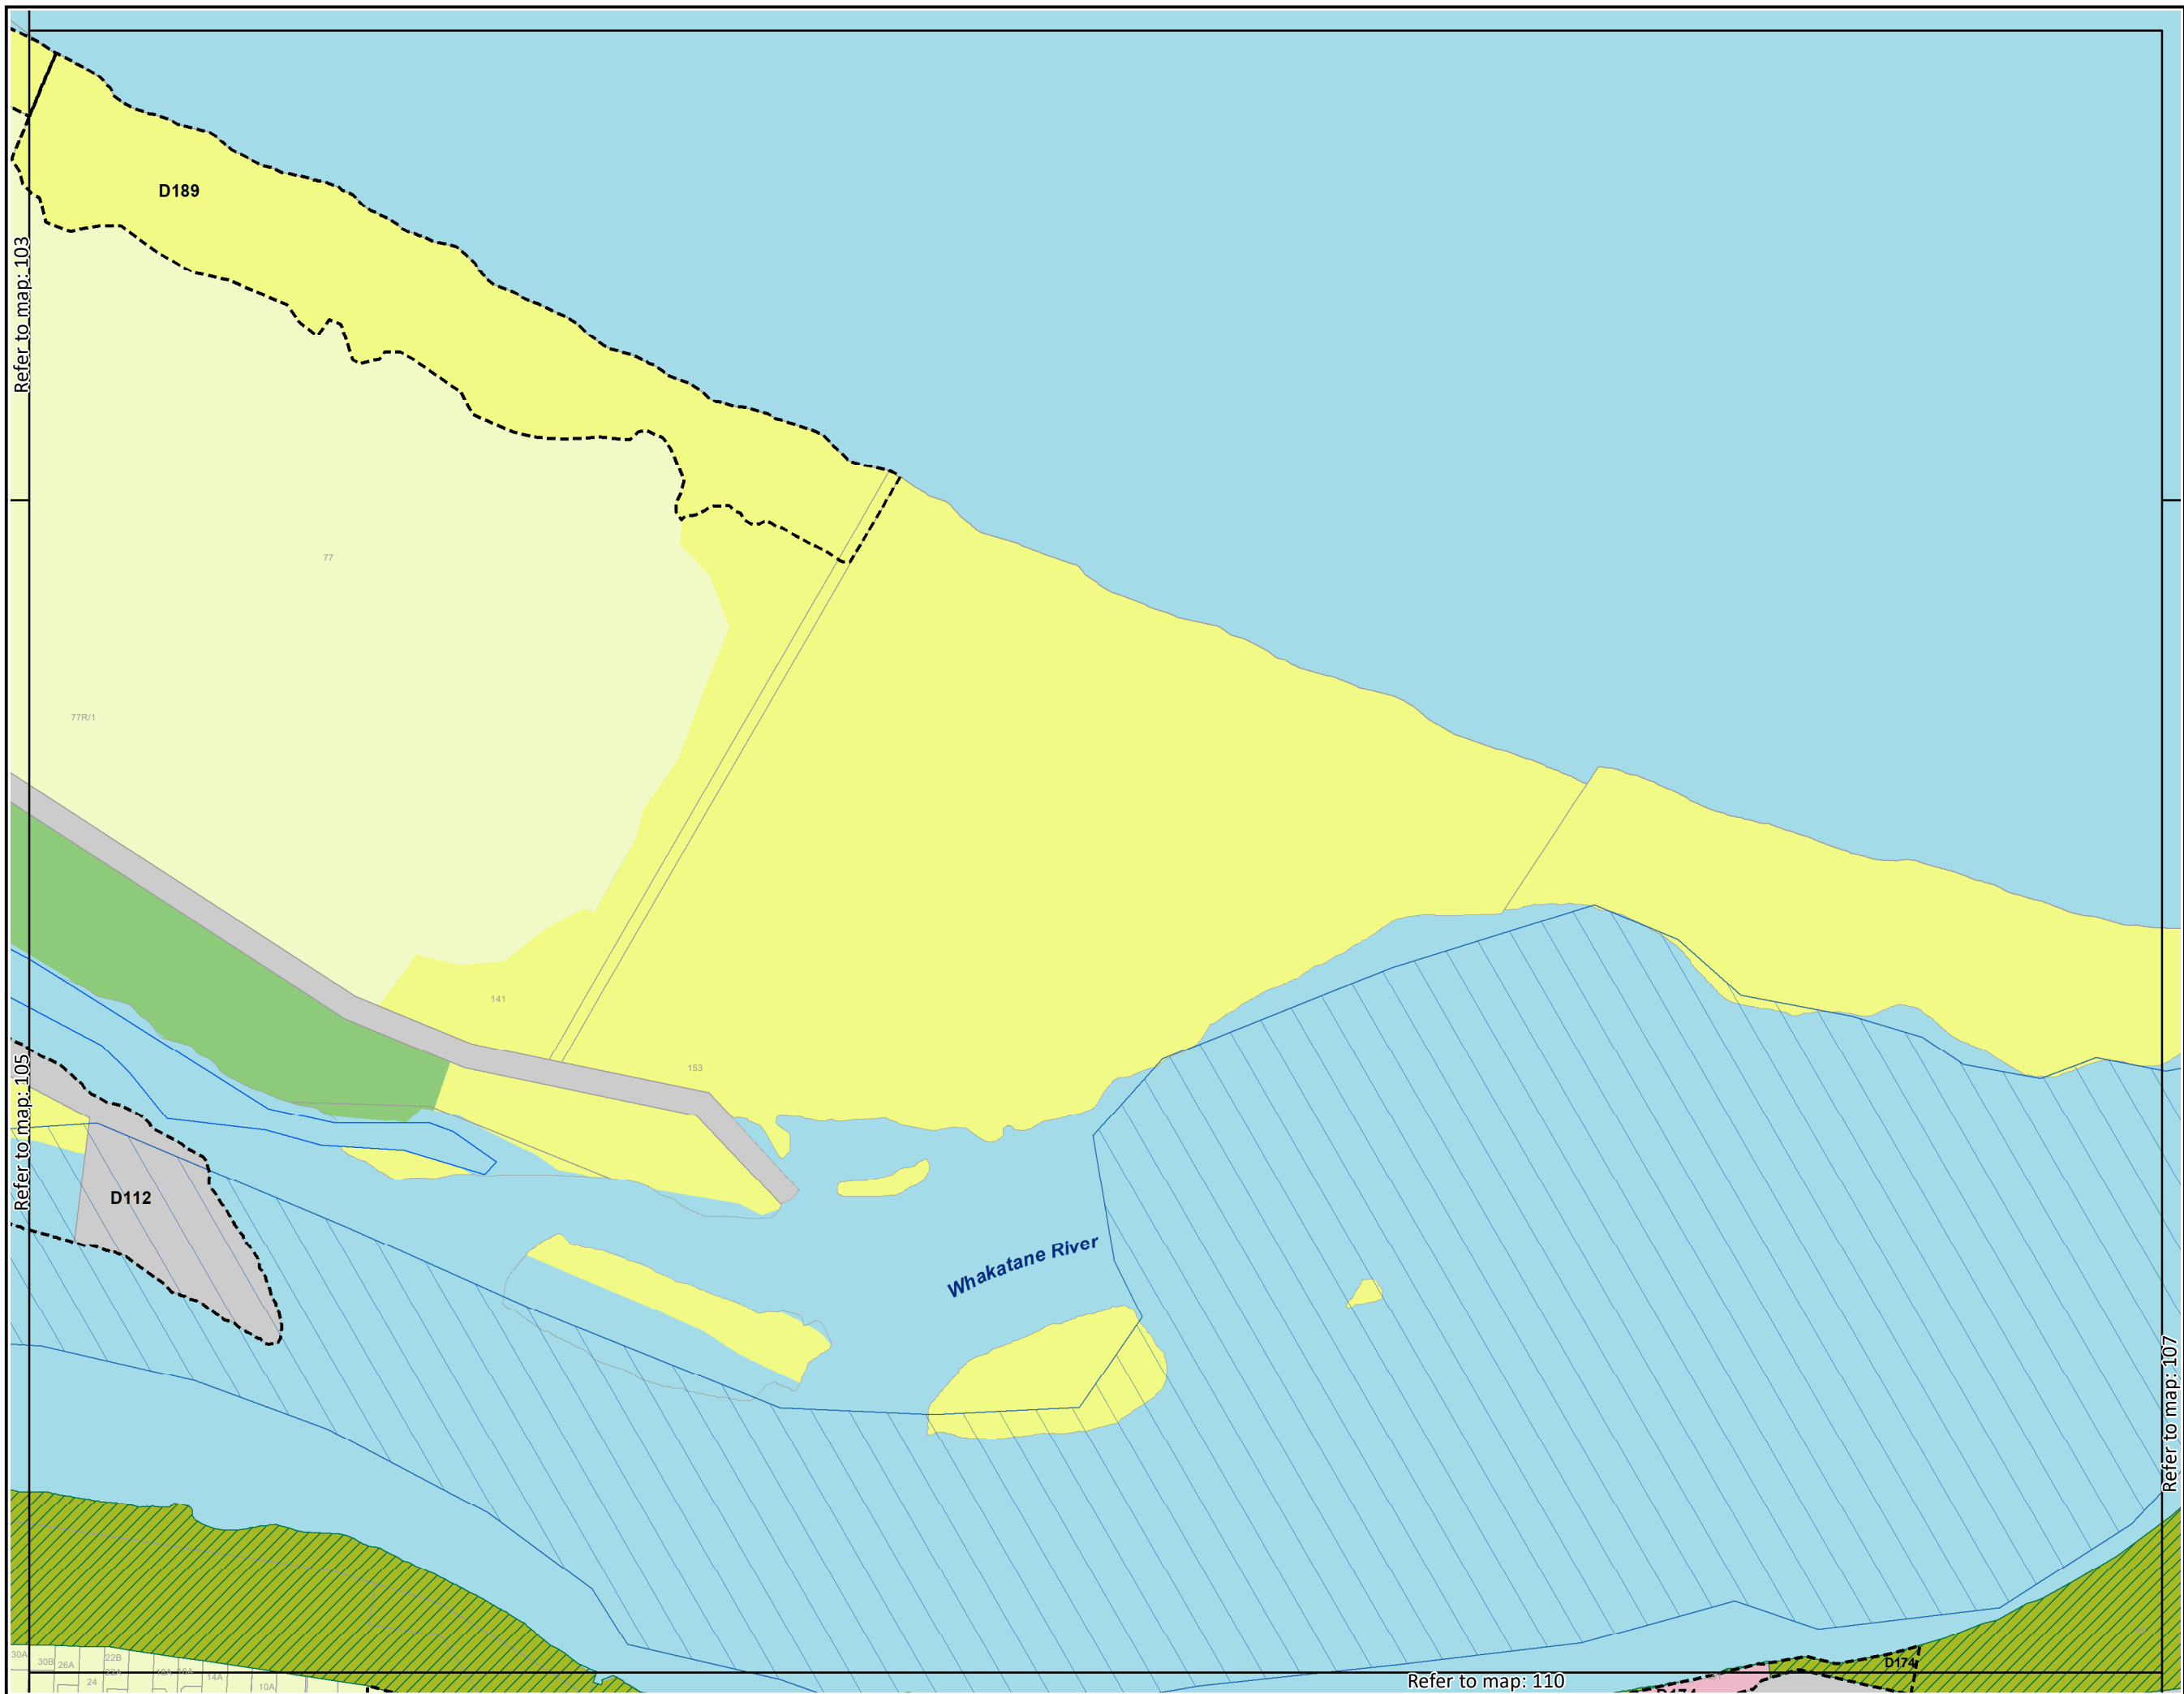 D189
Refer to map: 103
77
77R/1
141
153
Refer to map: 105
D112
Whakatane River
Refer to map: 107
30A
30B
26A
22B
24
14A
10A
D174
Refer to map: 110
D174